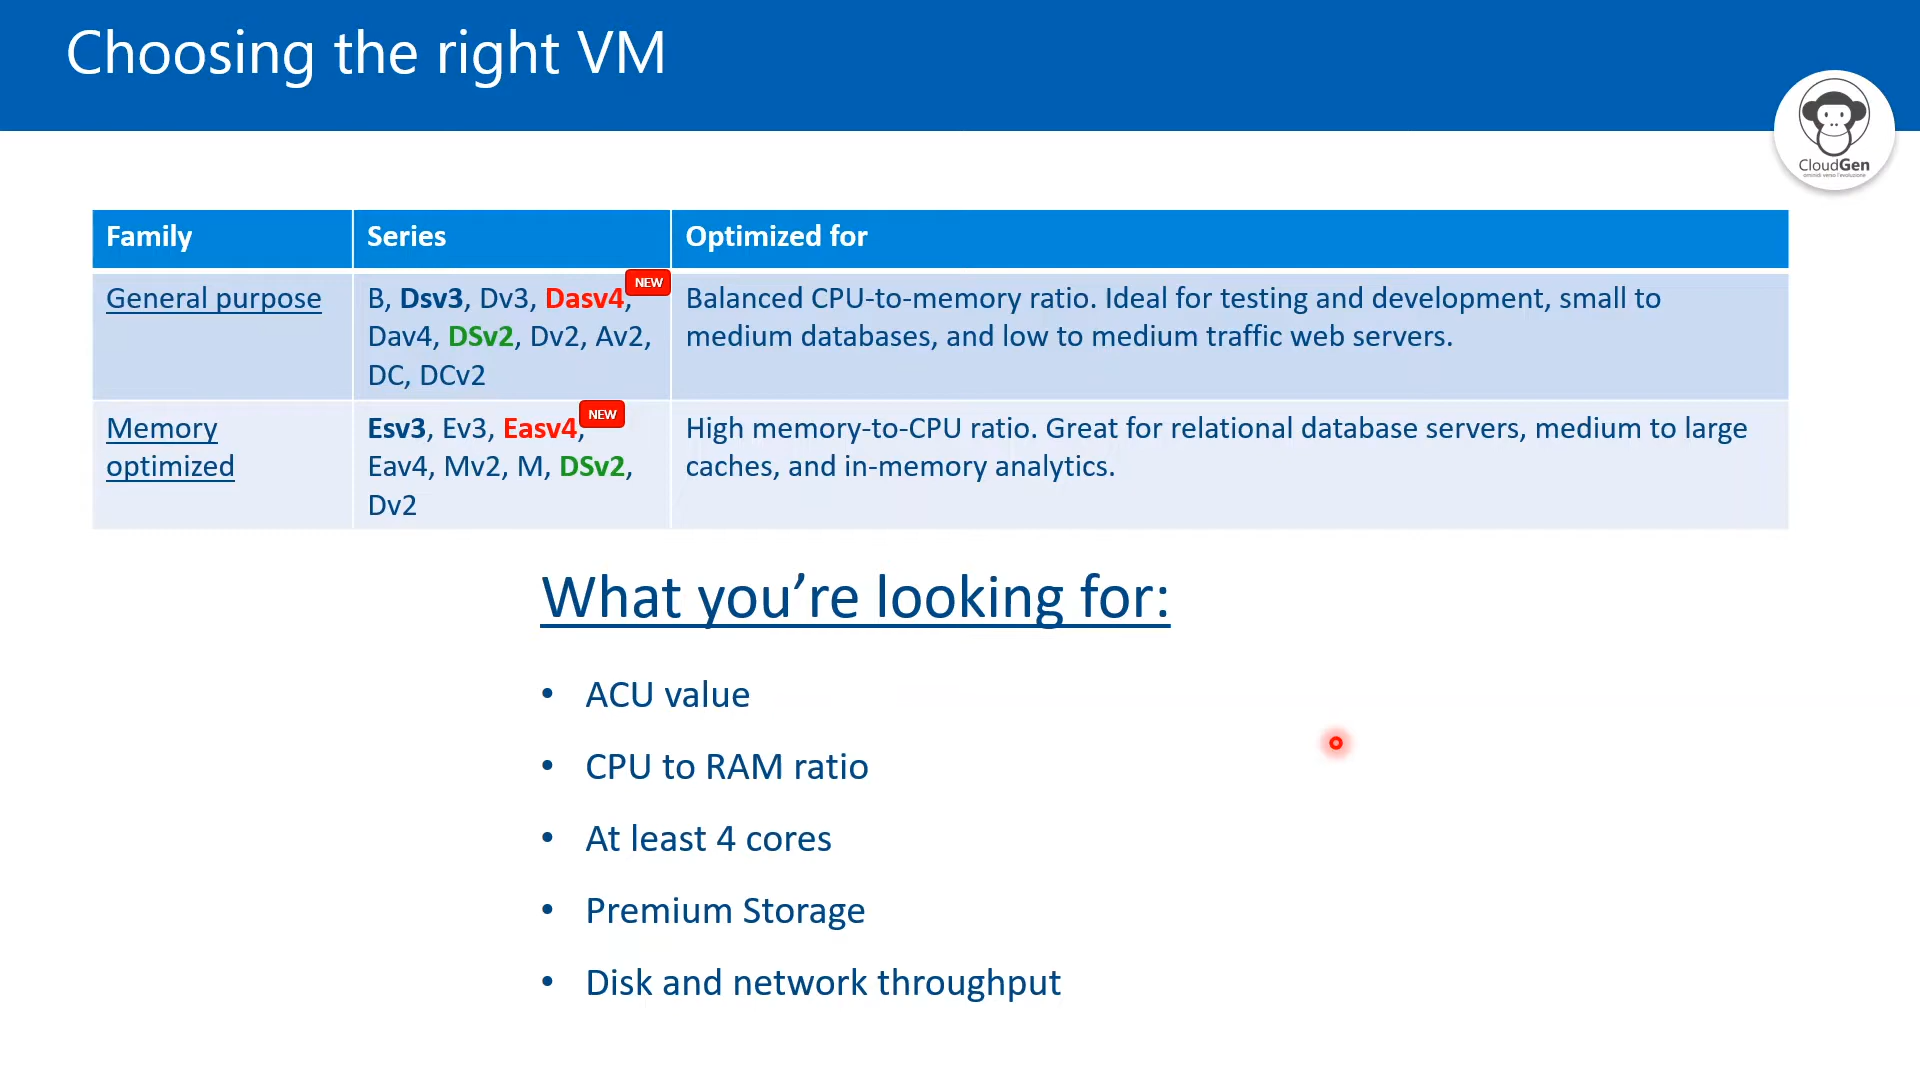 Choosing the right VM
CloudGen
ominidi verso l'evoluzione
Family
Series
Optimized for
General purpose
B, Dsv3, Dv3, Dasv4,
NEW
Dav4, DSv2, Dv2, Av2,
DC, DCv2
Balanced CPU-to-memory ratio. Ideal for testing and development, small to
medium databases, and low to medium traffic web servers.
Memory
optimized
Esv3, Ev3, Easv4,
NEW
Eav4, Mv2, M, DSv2,
Dv2
High memory-to-CPU ratio. Great for relational database servers, medium to large
caches, and in-memory analytics.
What you’re looking for:
• ACU value
• CPU to RAM ratio
• At least 4 cores
• Premium Storage
• Disk and network throughput